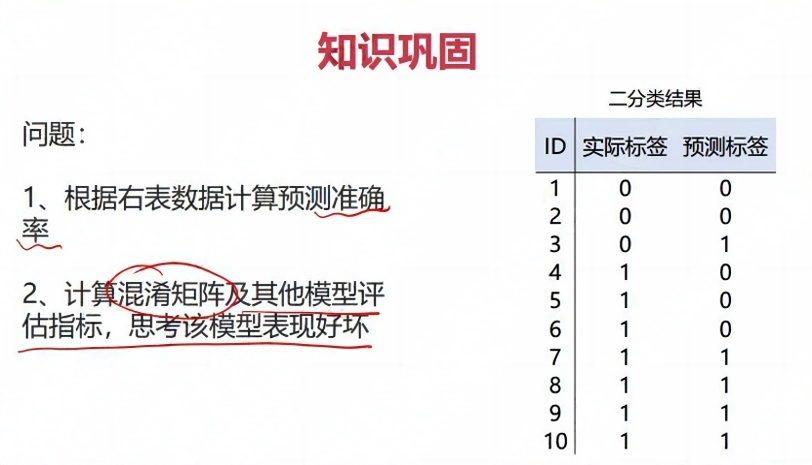 知识巩固
问题：
1、根据右表数据计算预测准确
率
2、计算混淆矩阵及其他模型评
估指标，思考该模型表现好坏
二分类结果
ID 实际标签 预测标签
1 0 0
2 0 0
3 0 1
4 1 0
5 1 0
6 1 0
7 1 1
8 1 1
9 1 1
10 1 1